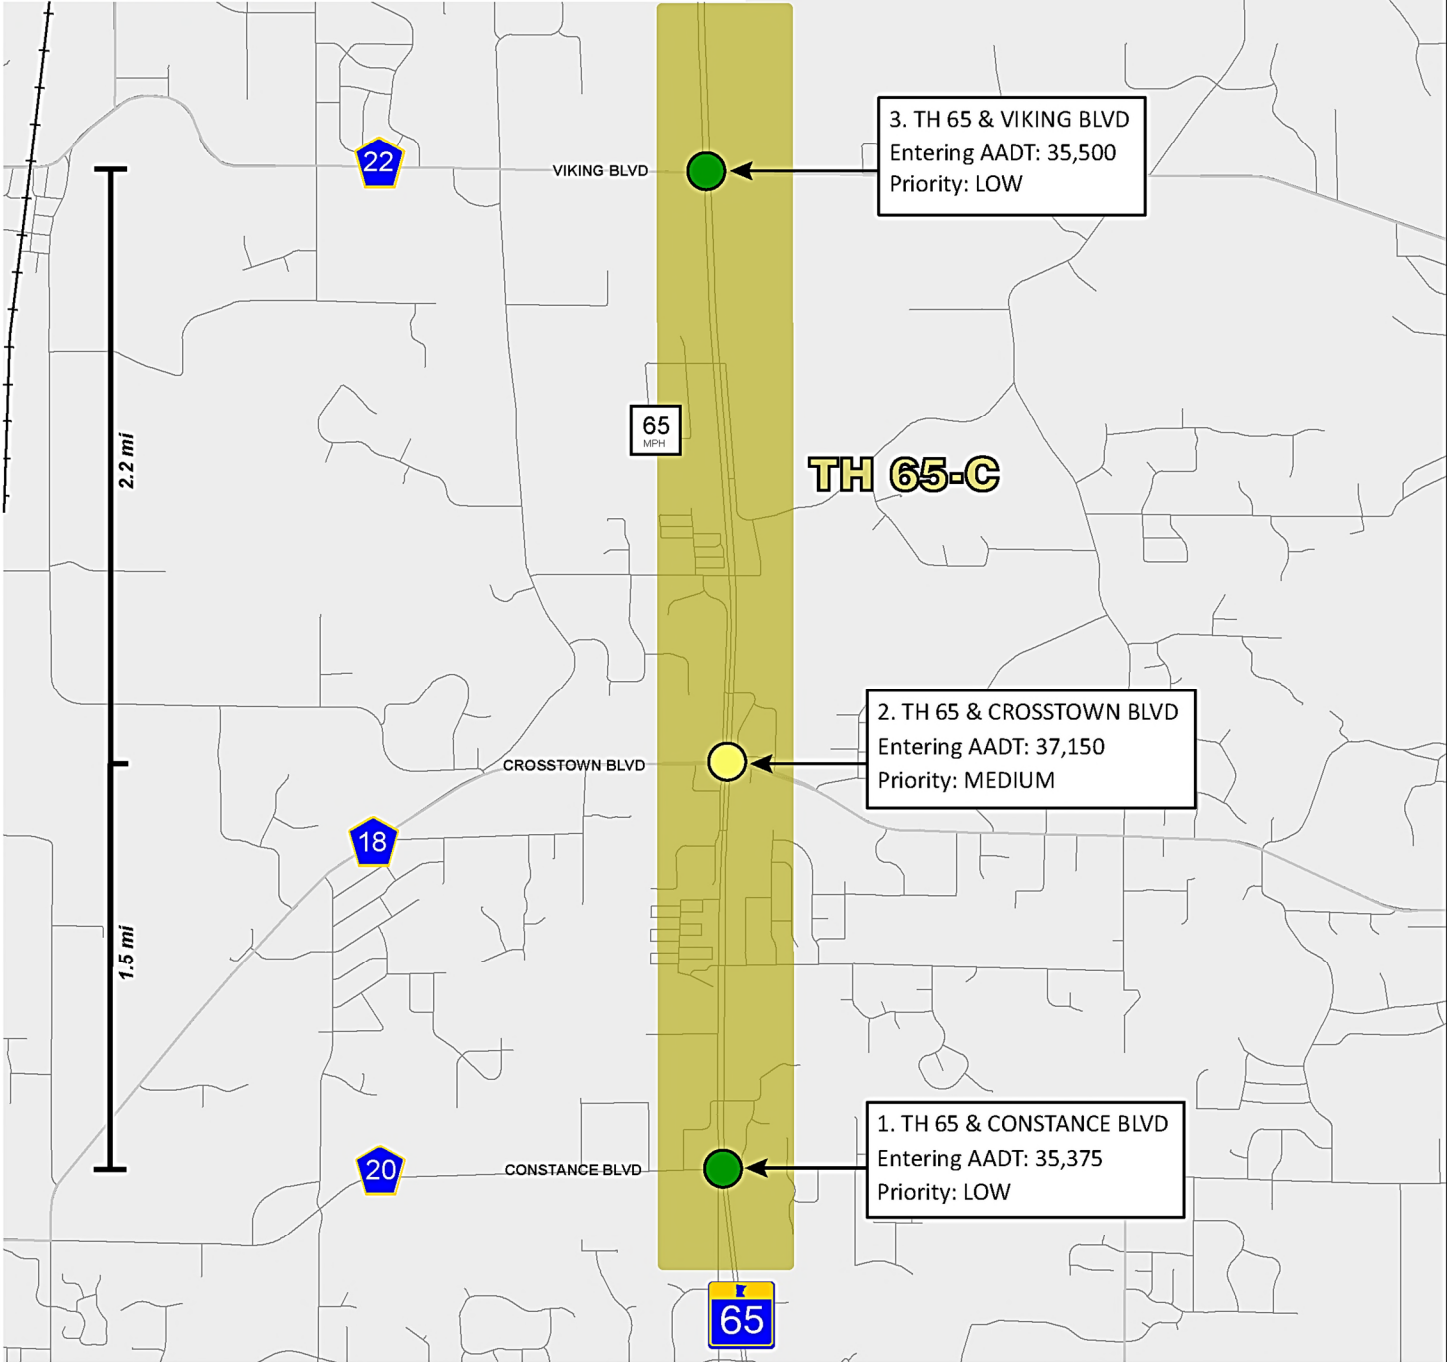 3. TH 65 & VIKING BLVD
Entering AADT: 35,500
Priority: LOW
22
VIKING BLVD
65
MPH
TH 65-C
2.2 mi
2. TH 65 & CROSSTOWN BLVD
Entering AADT: 37,150
Priority: MEDIUM
CROSSTOWN BLVD
18
1.5 mi
1. TH 65 & CONSTANCE BLVD
Entering AADT: 35,375
Priority: LOW
20
CONSTANCE BLVD
65